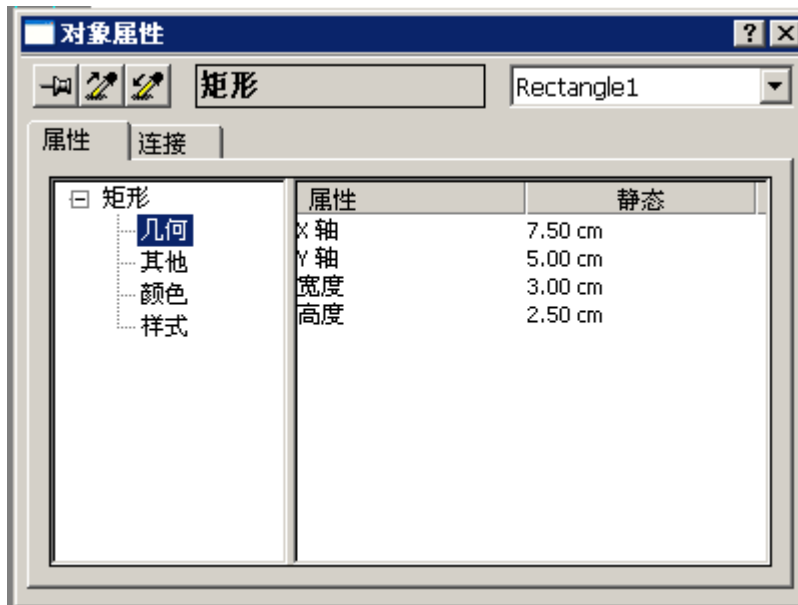 对象属性
矩形 Rectangle1
属性 连接
矩形
几何
其他
颜色
样式
属性 静态
X 轴 7.50 cm
Y 轴 5.00 cm
宽度 3.00 cm
高度 2.50 cm